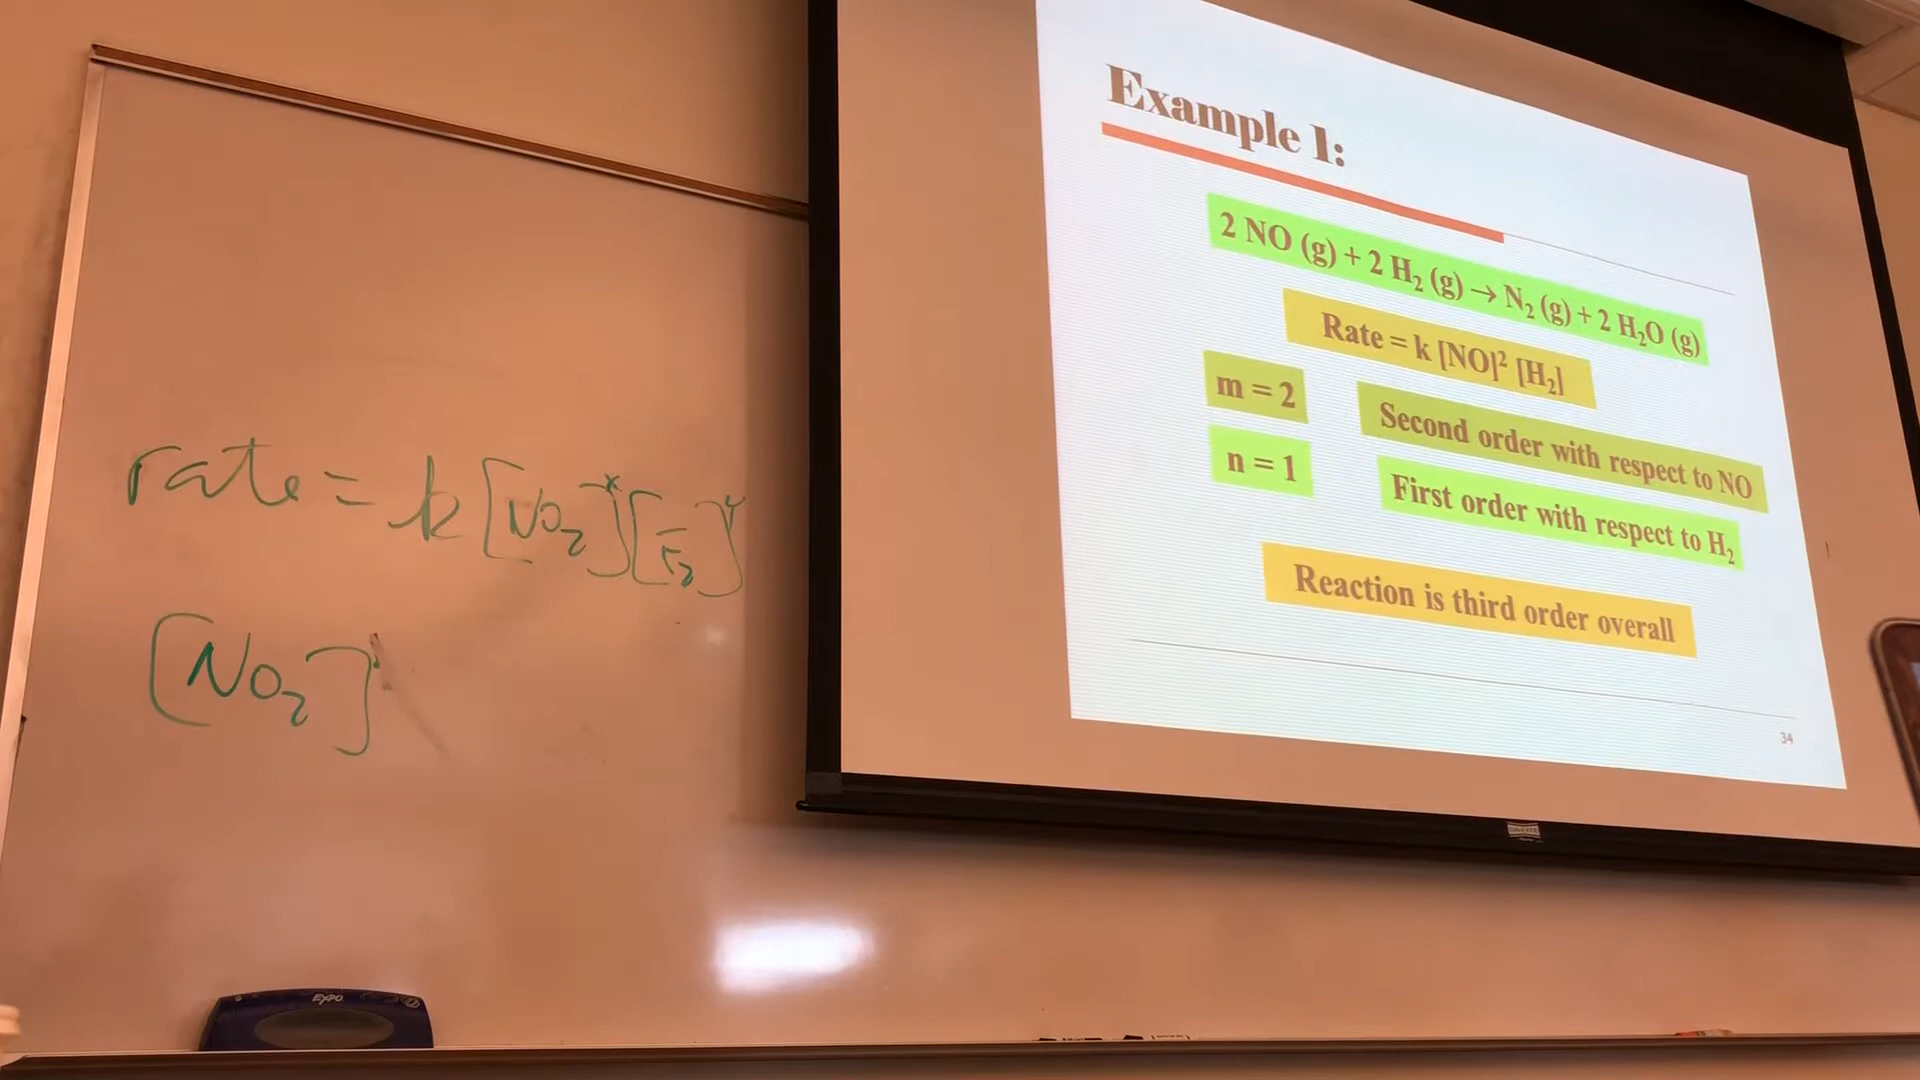 rate = k[NO₂]ˣ[F₂]ʸ
[NO₂]
EXPO
Example 1:
2 NO (g) + 2 H₂ (g) → N₂ (g) + 2 H₂O (g)
Rate = k [NO]² [H₂]
m = 2 Second order with respect to NO
n = 1 First order with respect to H₂
Reaction is third order overall
34